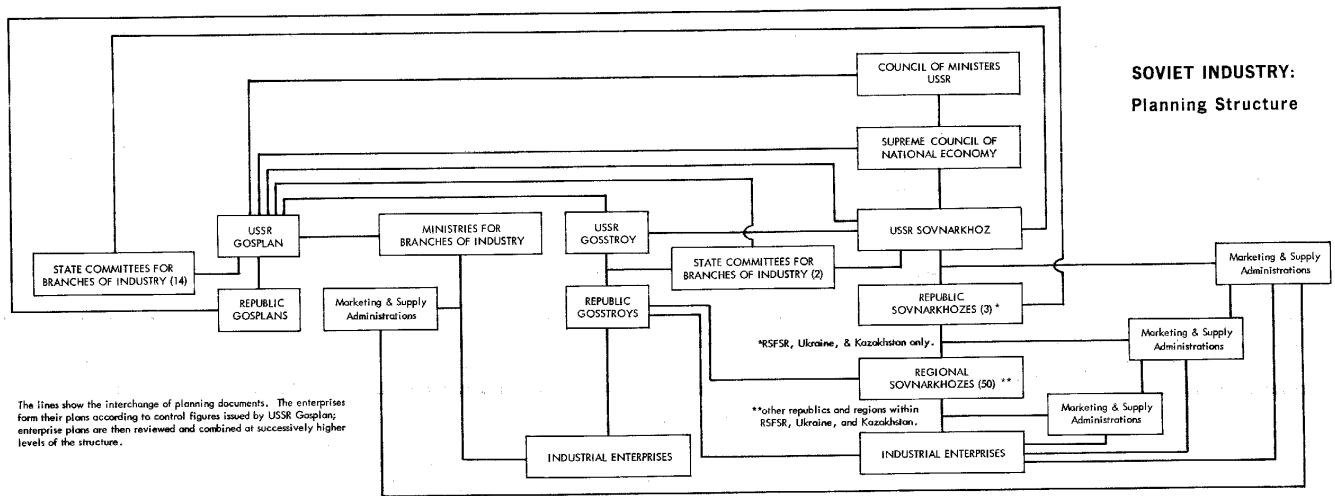 SOVIET INDUSTRY:
Planning Structure
COUNCIL OF MINISTERS
USSR
SUPREME COUNCIL OF
NATIONAL ECONOMY
USSR
GOSPLAN
MINISTRIES FOR
BRANCHES OF INDUSTRY
USSR
GOSSTROY
USSR SOVNARKHOZ
STATE COMMITTEES FOR
BRANCHES OF INDUSTRY (14)
STATE COMMITTEES FOR
BRANCHES OF INDUSTRY (2)
Marketing & Supply
Administrations
REPUBLIC
GOSPLANS
Marketing & Supply
Administrations
REPUBLIC
GOSSTROYS
REPUBLIC
SOVNARKHOZES (3) *
*RSFSR, Ukraine, & Kazakhstan only.
Marketing & Supply
Administrations
REGIONAL
SOVNARKHOZES (50) **
**other republics and regions within
RSFSR, Ukraine, and Kazakhstan.
Marketing & Supply
Administrations
The lines show the interchange of planning documents. The enterprises
form their plans according to control figures issued by USSR Gosplan;
enterprise plans are then reviewed and combined at successively higher
levels of the structure.
INDUSTRIAL ENTERPRISES
INDUSTRIAL ENTERPRISES